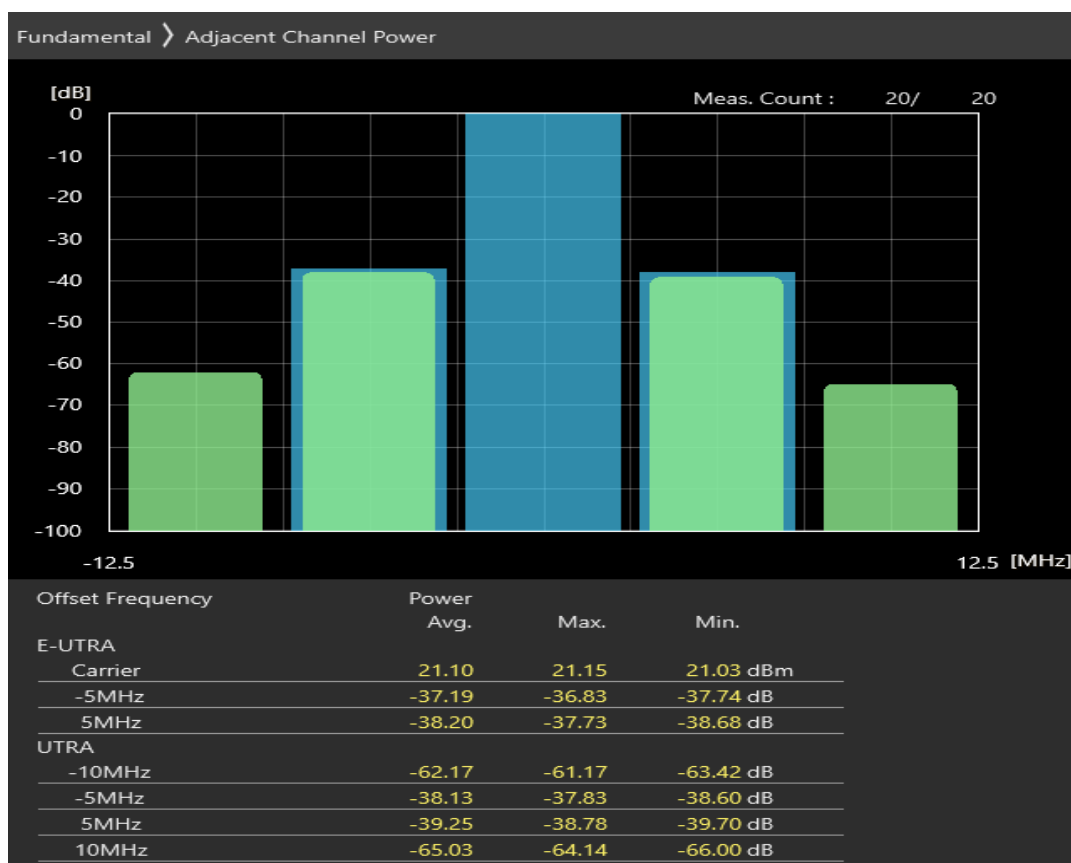 Fundamental ❯ Adjacent Channel Power
[dB]
Meas. Count : 20/ 20
0
-10
-20
-30
-40
-50
-60
-70
-80
-90
-100
-12.5 12.5 [MHz]
Offset Frequency Power
Avg. Max. Min.
E-UTRA
Carrier 21.10 21.15 21.03 dBm
-5MHz -37.19 -36.83 -37.74 dB
5MHz -38.20 -37.73 -38.68 dB
UTRA
-10MHz -62.17 -61.17 -63.42 dB
-5MHz -38.13 -37.83 -38.60 dB
5MHz -39.25 -38.78 -39.70 dB
10MHz -65.03 -64.14 -66.00 dB